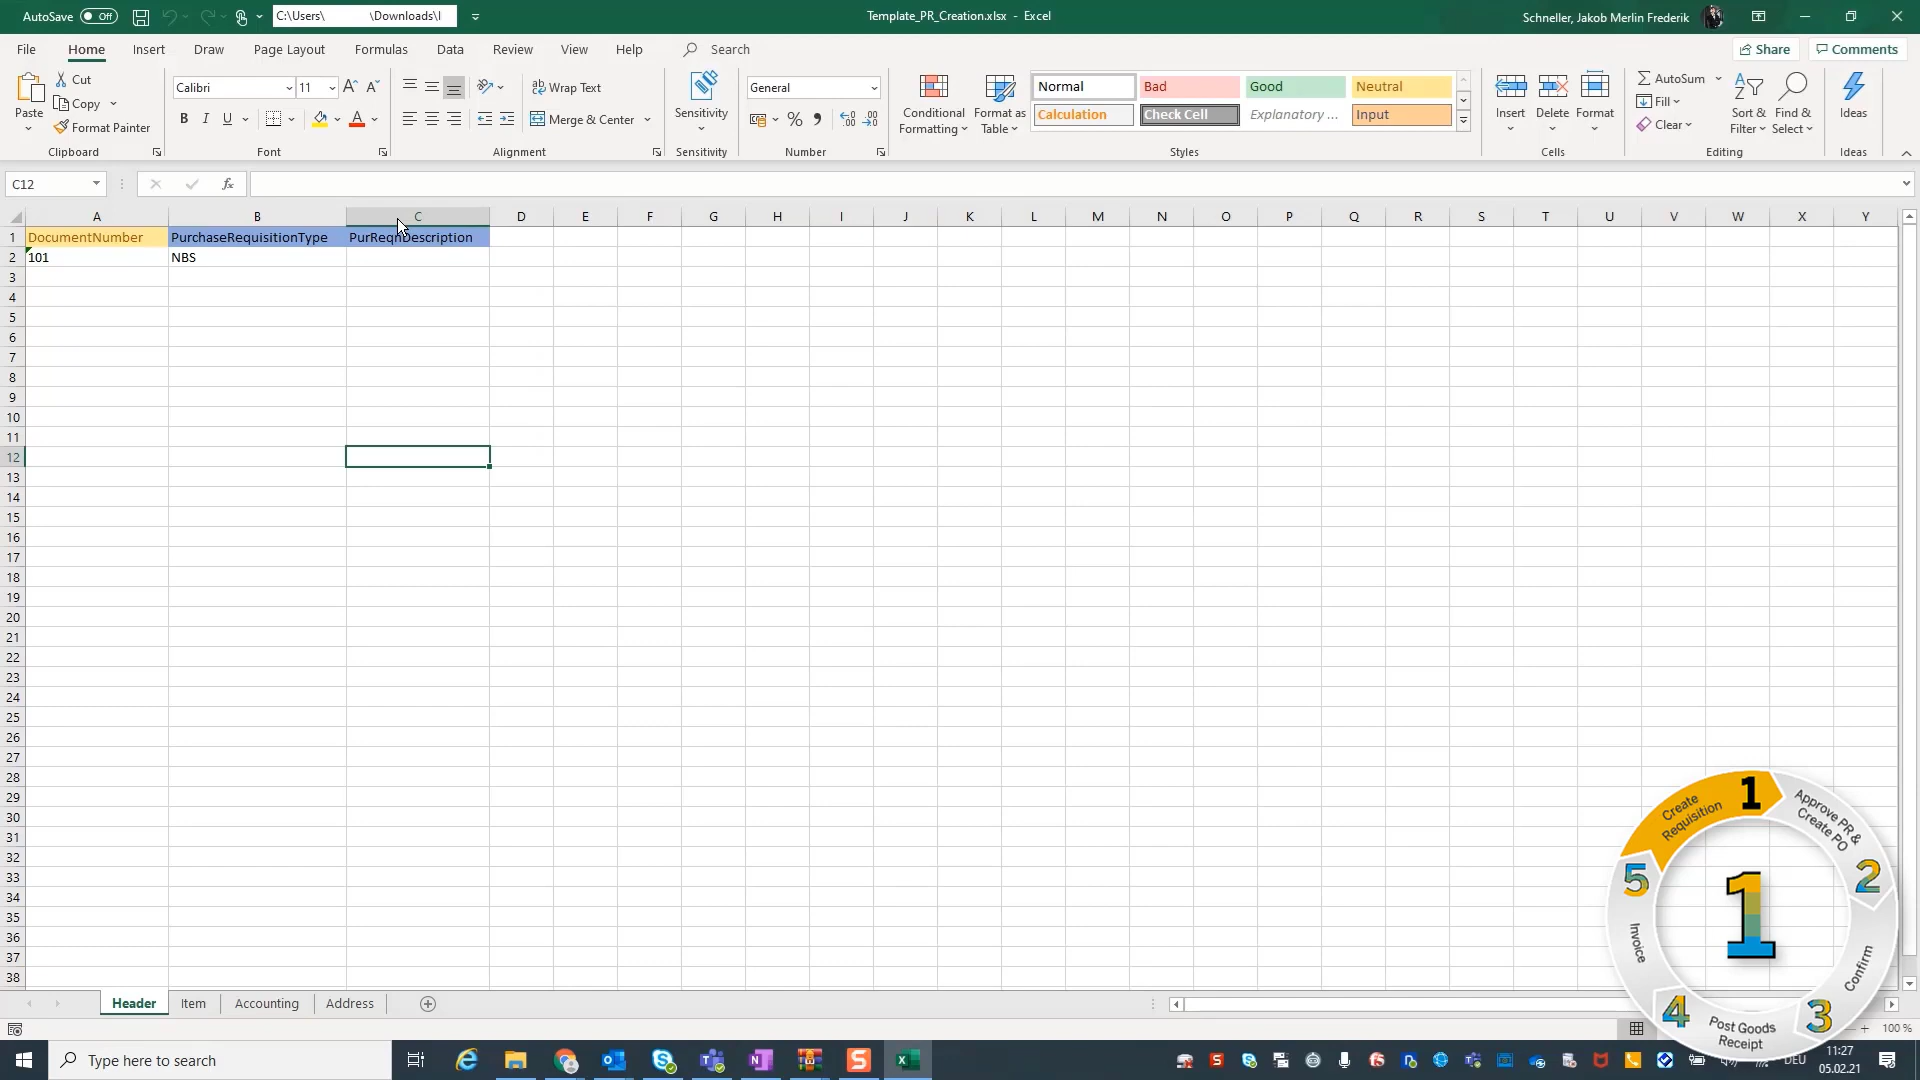 AutoSave Off C:\Users\ \Downloads\I Template_PR_Creation.xlsx - Excel Schneller, Jakob Merlin Frederik
File Home Insert Draw Page Layout Formulas Data Review View Help Search Share Comments
Cut
Copy
Format Painter
Paste
Clipboard
Calibri 11
B I U
Font
Wrap Text
Merge & Center
Alignment
Sensitivity
Sensitivity
General
Number
Conditional Formatting
Format as Table
Normal Bad Good Neutral
Calculation Check Cell Explanatory ... Input
Styles
Insert Delete Format
Cells
AutoSum
Fill
Clear
Sort & Filter
Find & Select
Editing
Ideas
Ideas
C12 fx
A B C D E F G H I J K L M N O P Q R S T U V W X Y
1 DocumentNumber PurchaseRequisitionType PurReqnDescription
2 101 NBS
3
4
5
6
7
8
9
10
11
12
13
14
15
16
17
18
19
20
21
22
23
24
25
26
27
28
29
30
31
32
33
34
35
36
37
38
Create Requisition 1
Approve PR & Create PO 2
Confirm 3
Post Goods Receipt 4
Invoice 5
1
Header Item Accounting Address
100 %
Type here to search
DEU
11:27
05.02.21